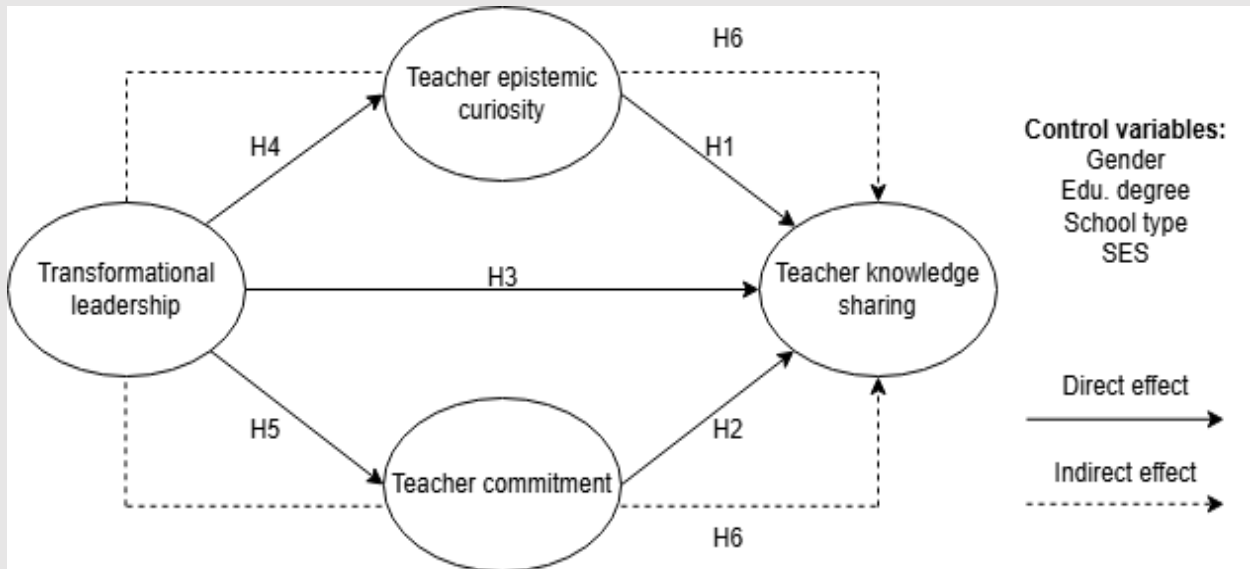 H6
Teacher epistemic
curiosity
Control variables:
Gender
Edu. degree
School type
SES
H4
H1
Transformational
leadership
H3
Teacher knowledge
sharing
Direct effect
H5
H2
Teacher commitment
Indirect effect
H6